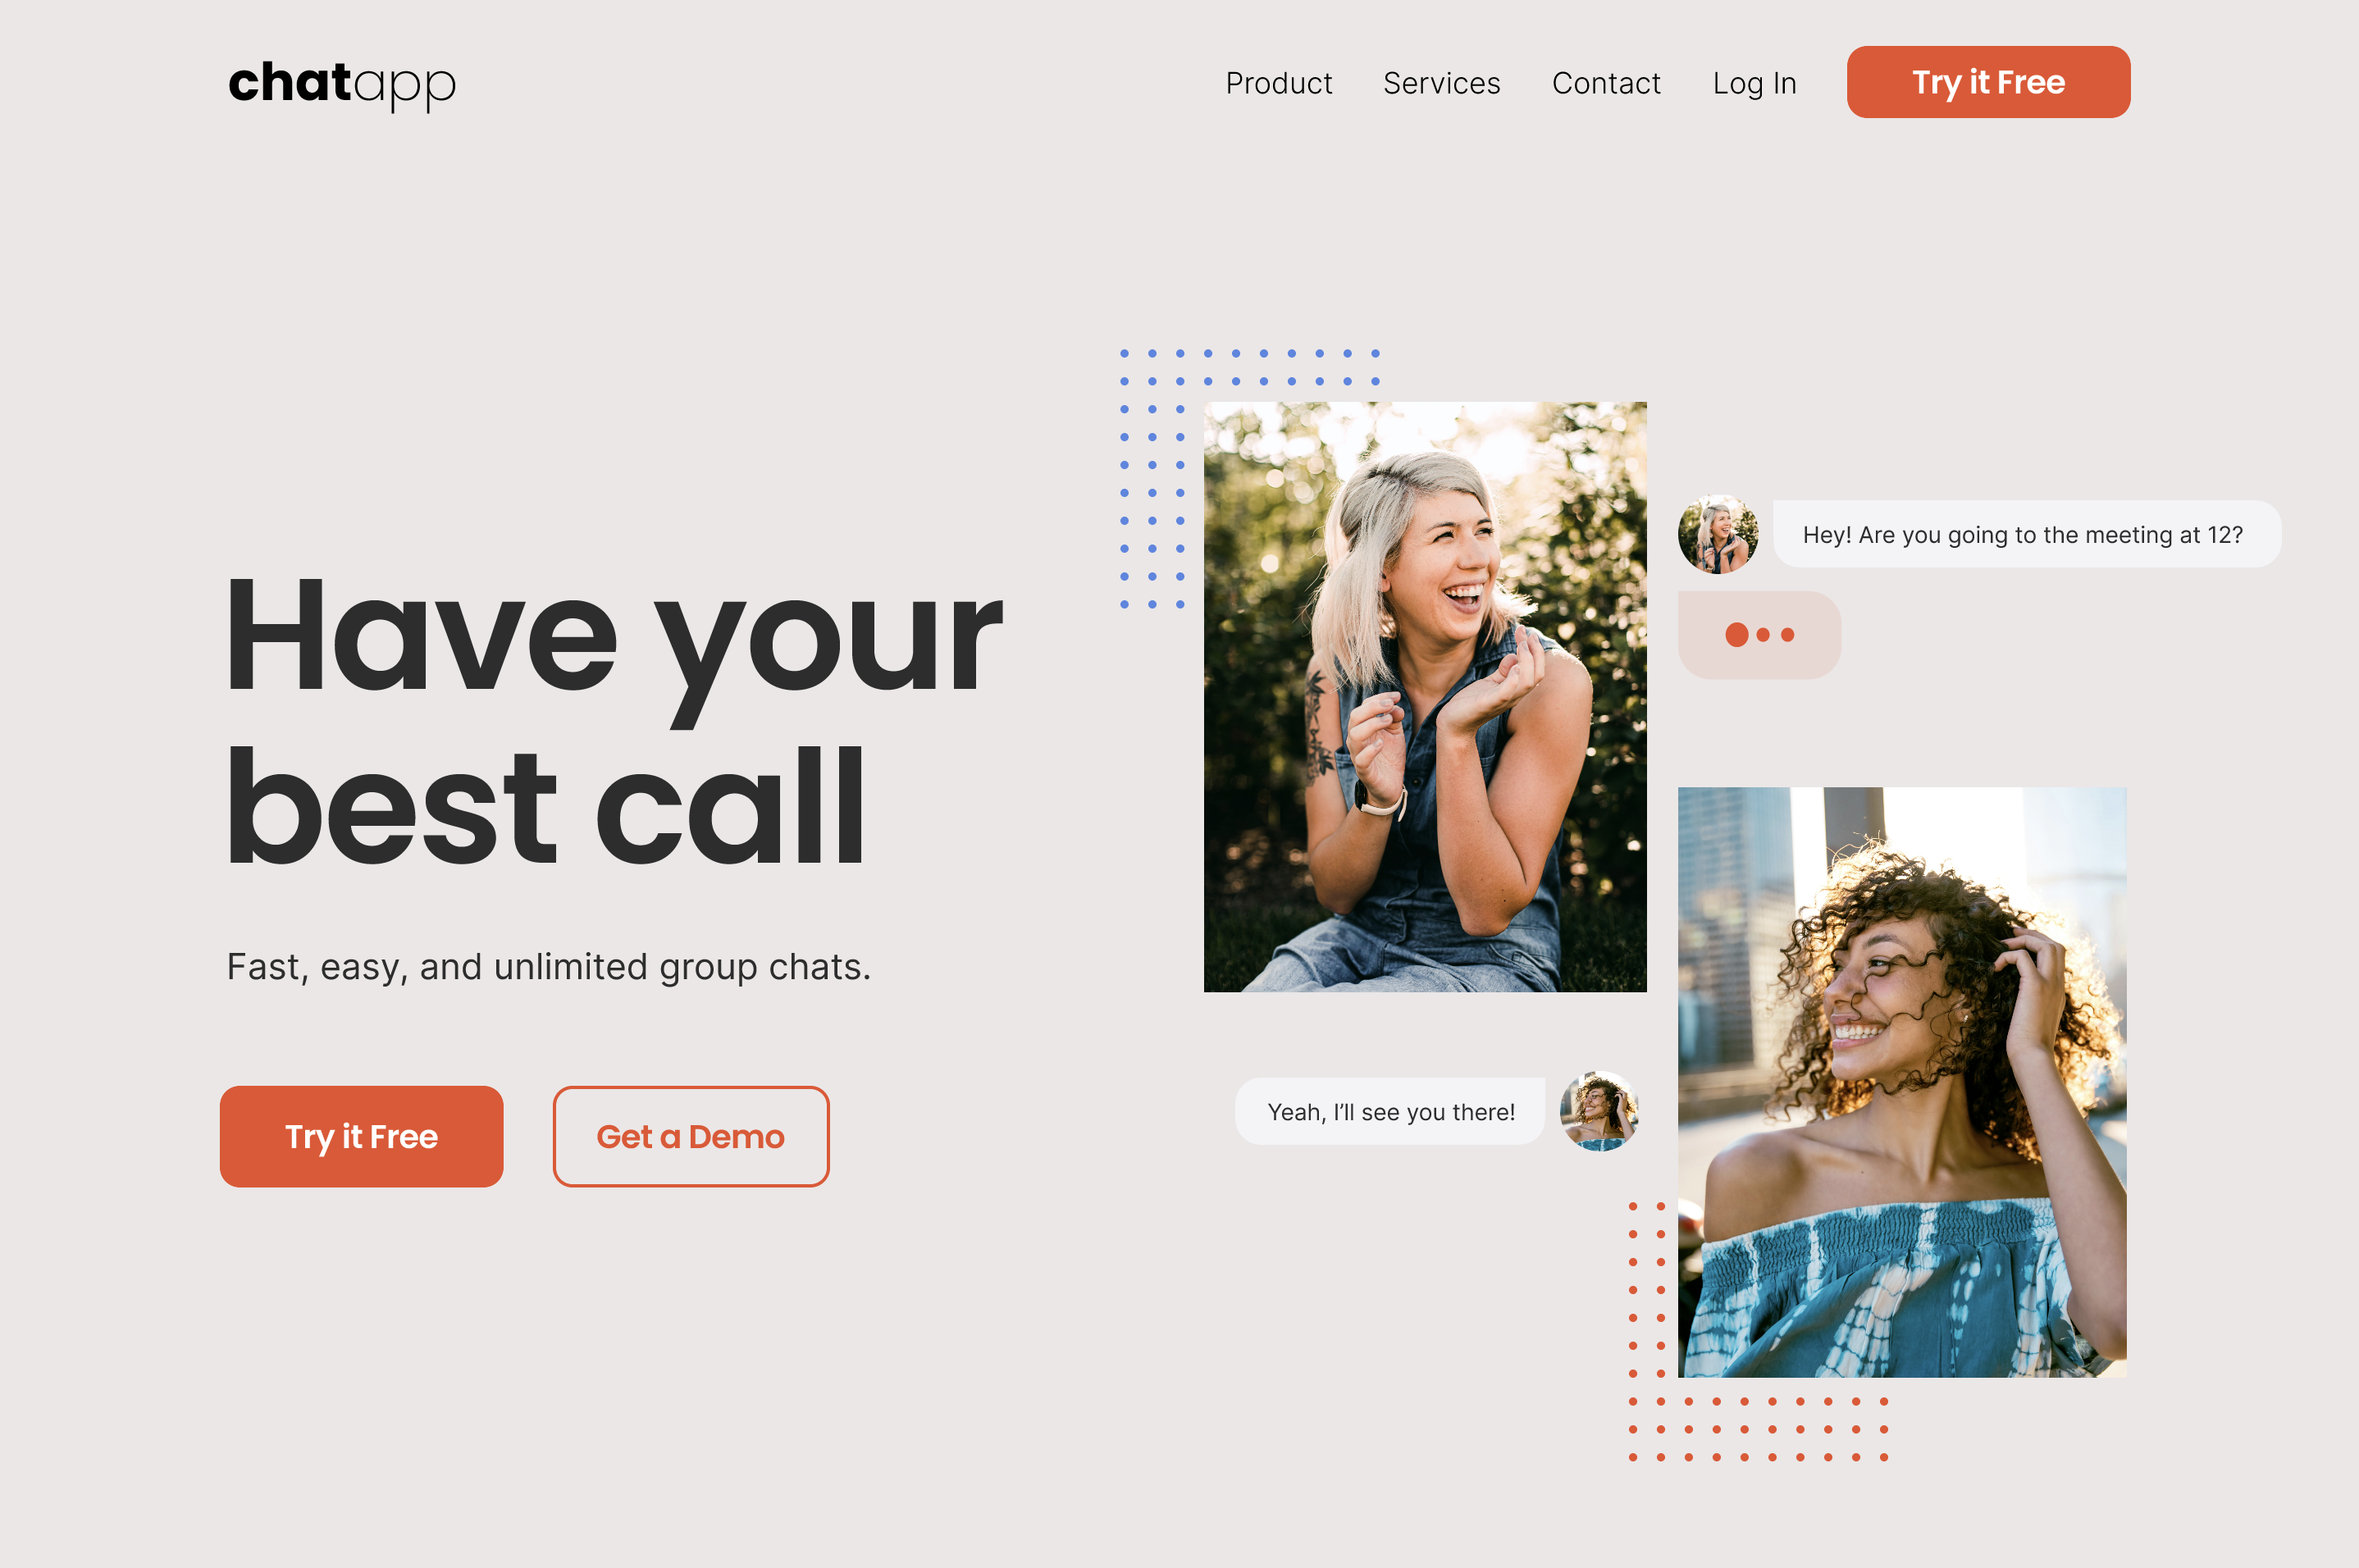 chatapp
Product Services Contact Log In Try it Free
Have your
best call
Fast, easy, and unlimited group chats.
Try it Free Get a Demo
Hey! Are you going to the meeting at 12?
Yeah, I’ll see you there!